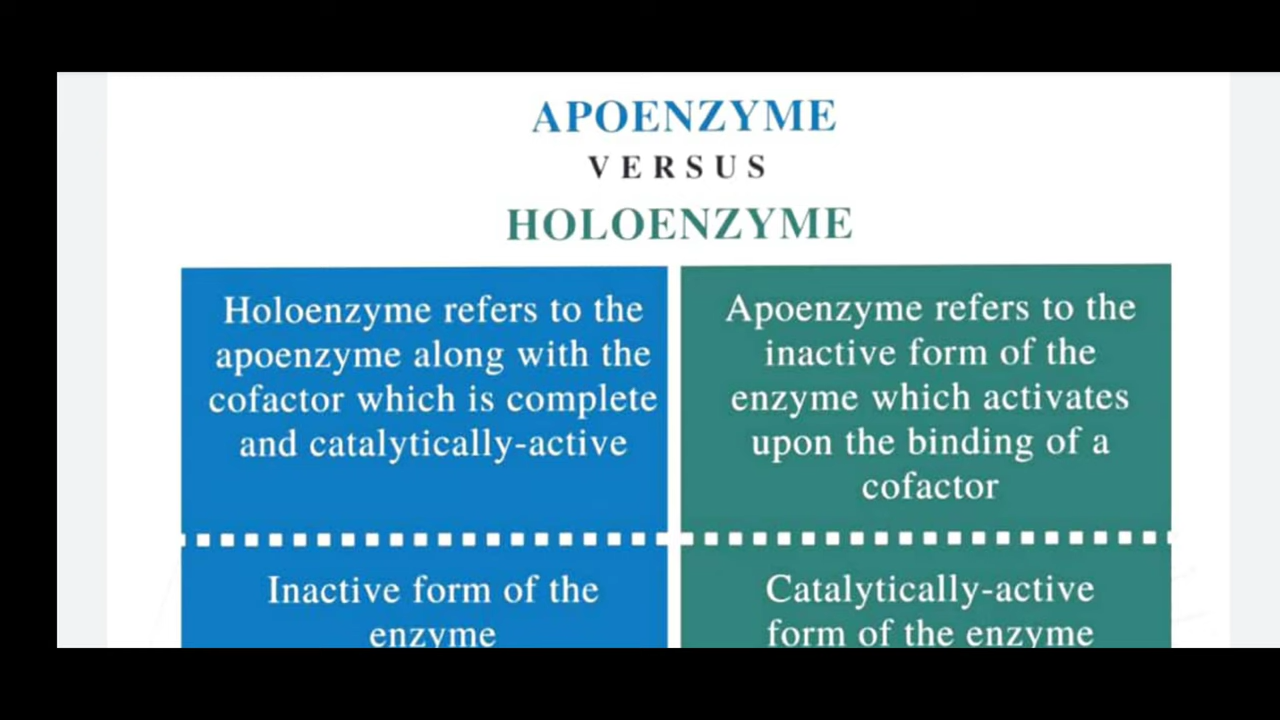 APOENZYME
VERSUS
HOLOENZYME
Holoenzyme refers to the
apoenzyme along with the
cofactor which is complete
and catalytically-active
Apoenzyme refers to the
inactive form of the
enzyme which activates
upon the binding of a
cofactor
Inactive form of the
enzyme
Catalytically-active
form of the enzyme